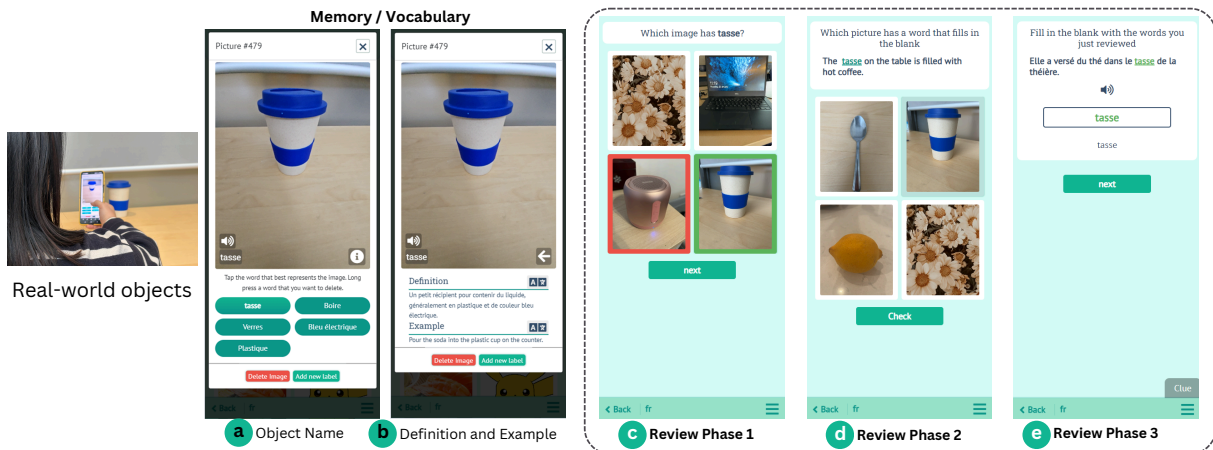 Memory / Vocabulary
Real-world objects
Picture #479
tasse
Tap the word that best represents the image. Long
press a word that you want to delete.
tasse
Boire
Verres
Bleu électrique
Plastique
Delete Image
Add new label
< Back
fr
a Object Name
Picture #479
tasse
Definition
Un petit récipient pour contenir du liquide,
généralement en plastique et de couleur bleu
électrique.
Example
Pour the soda into the plastic cup on the counter.
Delete Image
Add new label
< Back
fr
b Definition and Example
Which image has tasse?
next
< Back
fr
c Review Phase 1
Which picture has a word that fills in
the blank
The tasse on the table is filled with
hot coffee.
Check
< Back
fr
d Review Phase 2
Fill in the blank with the words you
just reviewed
Elle a versé du thé dans le tasse de la
théière.
tasse
tasse
next
Clue
< Back
fr
e Review Phase 3